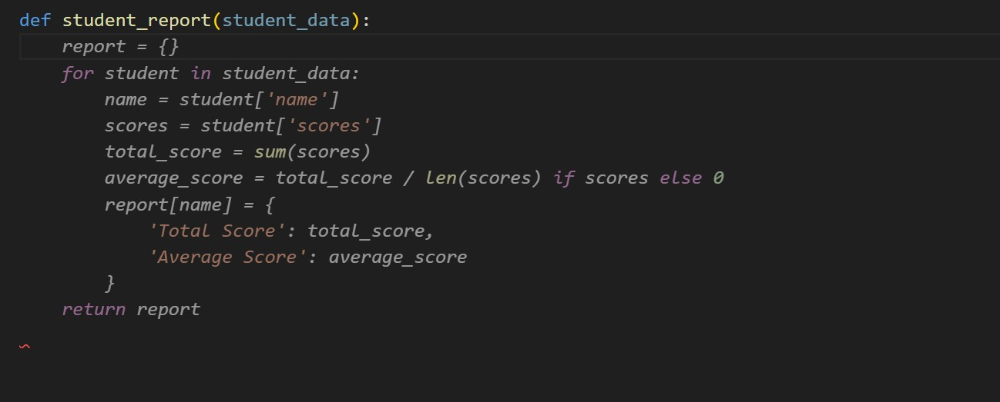 def student_report(student_data):
    report = {}
    for student in student_data:
        name = student['name']
        scores = student['scores']
        total_score = sum(scores)
        average_score = total_score / len(scores) if scores else 0
        report[name] = {
            'Total Score': total_score,
            'Average Score': average_score
        }
    return report